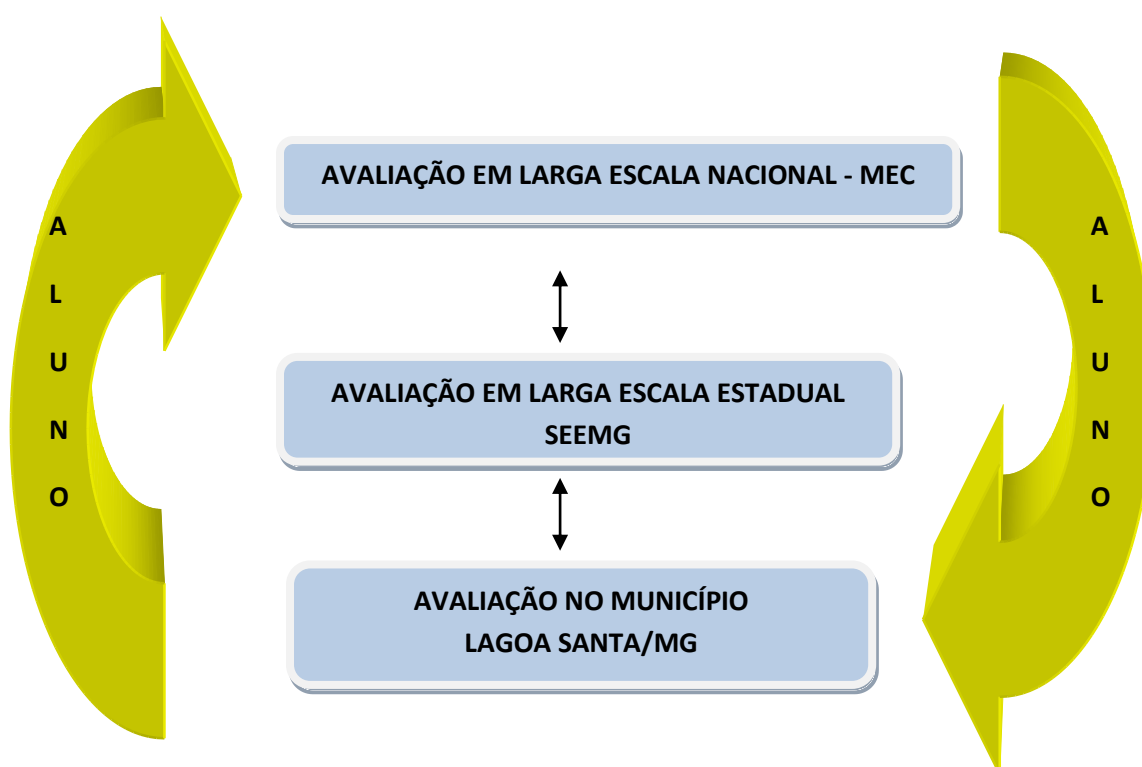 AVALIAÇÃO EM LARGA ESCALA NACIONAL - MEC
A
L
U
N
O
AVALIAÇÃO EM LARGA ESCALA ESTADUAL
SEEMG
AVALIAÇÃO NO MUNICÍPIO
LAGOA SANTA/MG
A
L
U
N
O